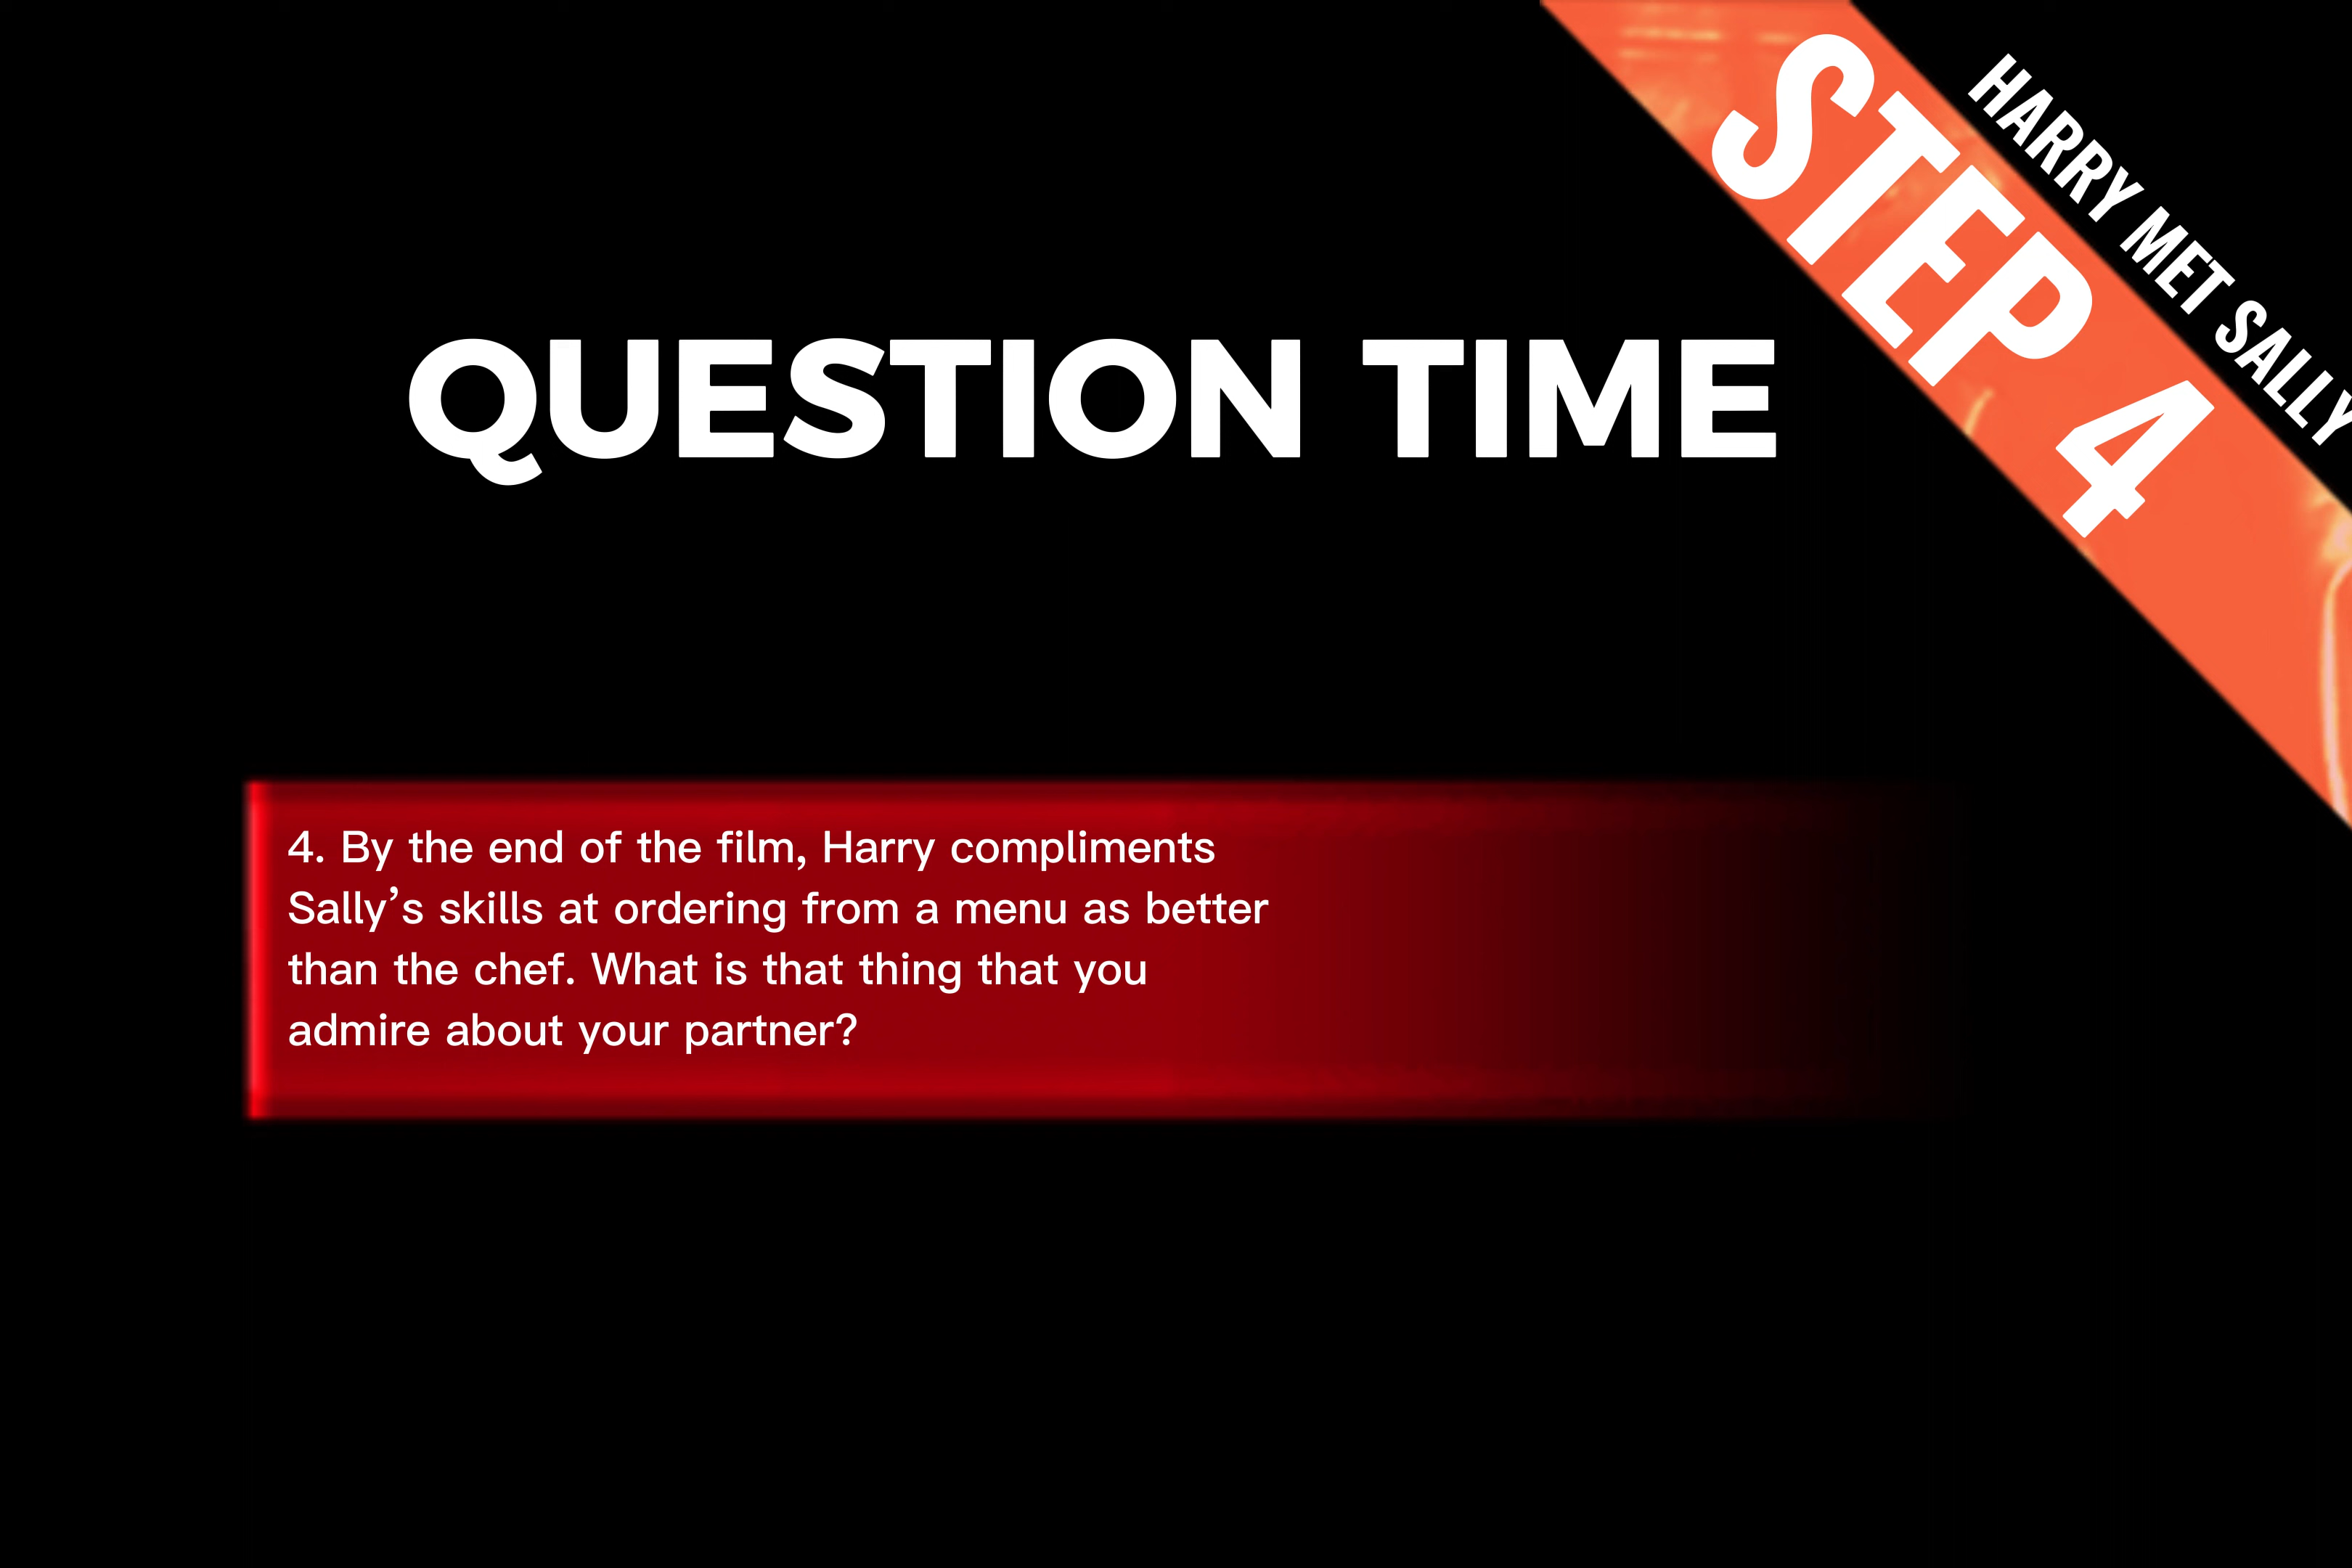 STEP 4
HARRY MET SALLY
QUESTION TIME
4. By the end of the film, Harry compliments
Sally’s skills at ordering from a menu as better
than the chef. What is that thing that you
admire about your partner?